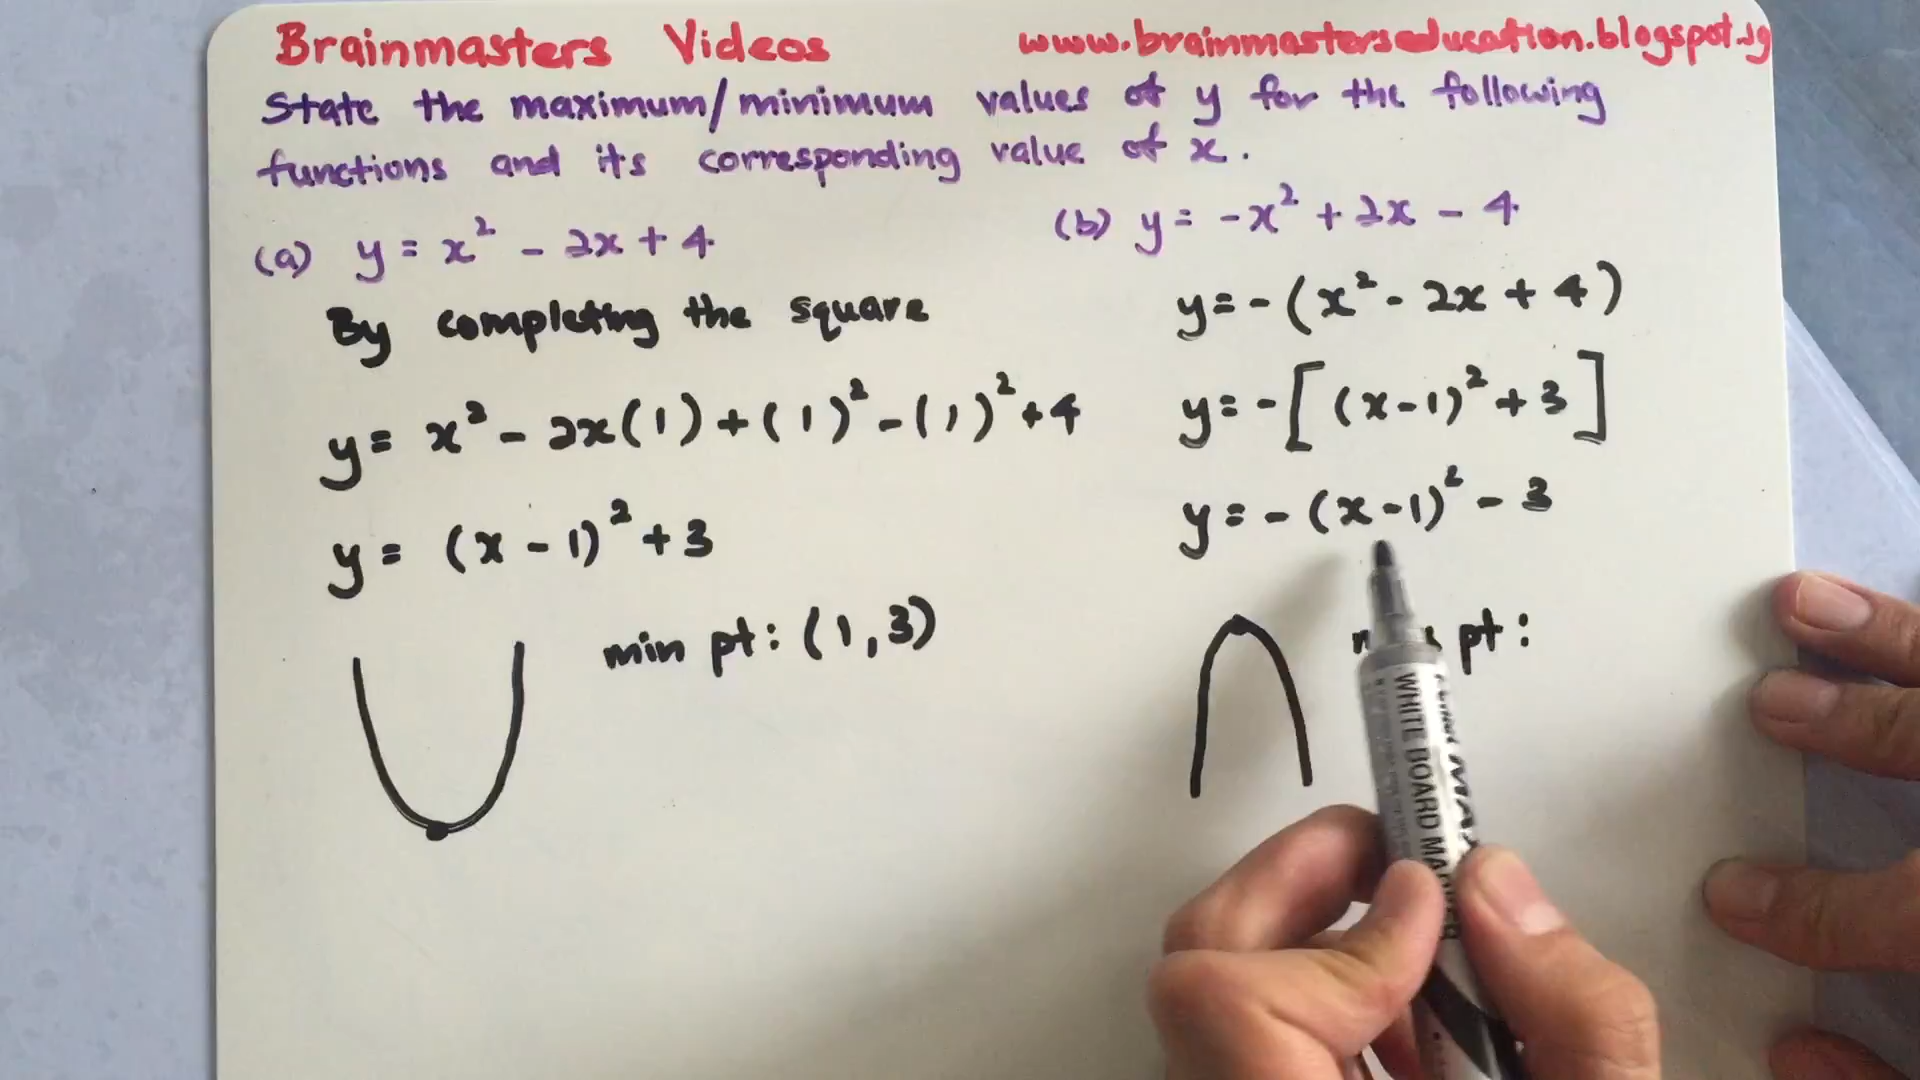 Brainmasters Videos www.brainmasterseducation.blogspot.sg
State the maximum/minimum values of y for the following
functions and its corresponding value of x.
(a) y = x² - 2x + 4
By completing the square
y = x² - 2x(1) + (1)² - (1)² + 4
y = (x - 1)² + 3
min pt: (1, 3)
(b) y = -x² + 2x - 4
y = -(x² - 2x + 4)
y = -[(x-1)² + 3]
y = -(x-1)² - 3
pt:
WHITE BOARD MARKER